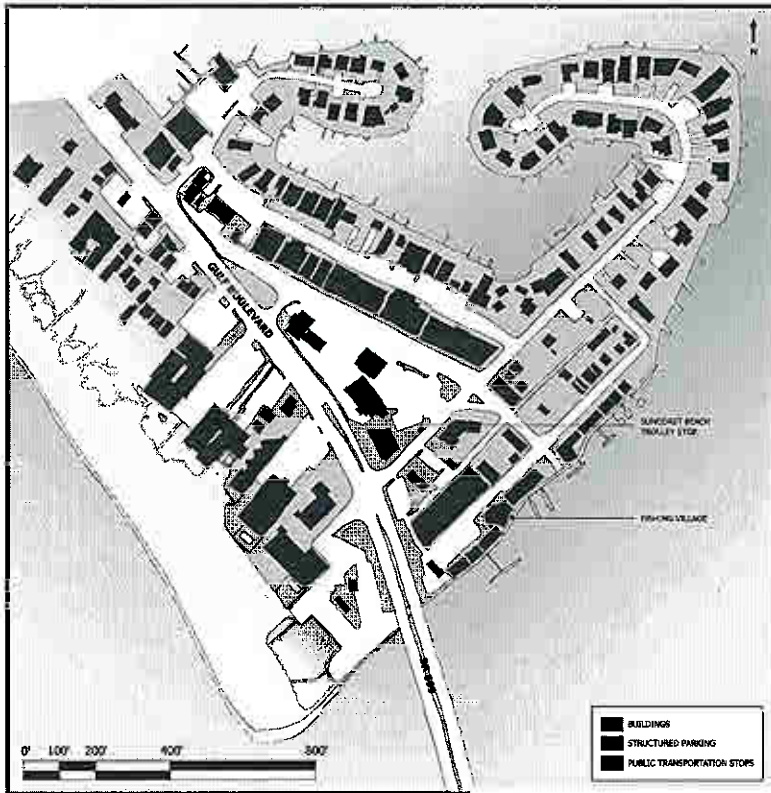 N
GULF BOULEVARD
SUNCOAST BEACH
TROLLEY STOP
FISHING VILLAGE
BUILDINGS
STRUCTURED PARKING
PUBLIC TRANSPORTATION STOPS
0' 100' 200' 400' 800'